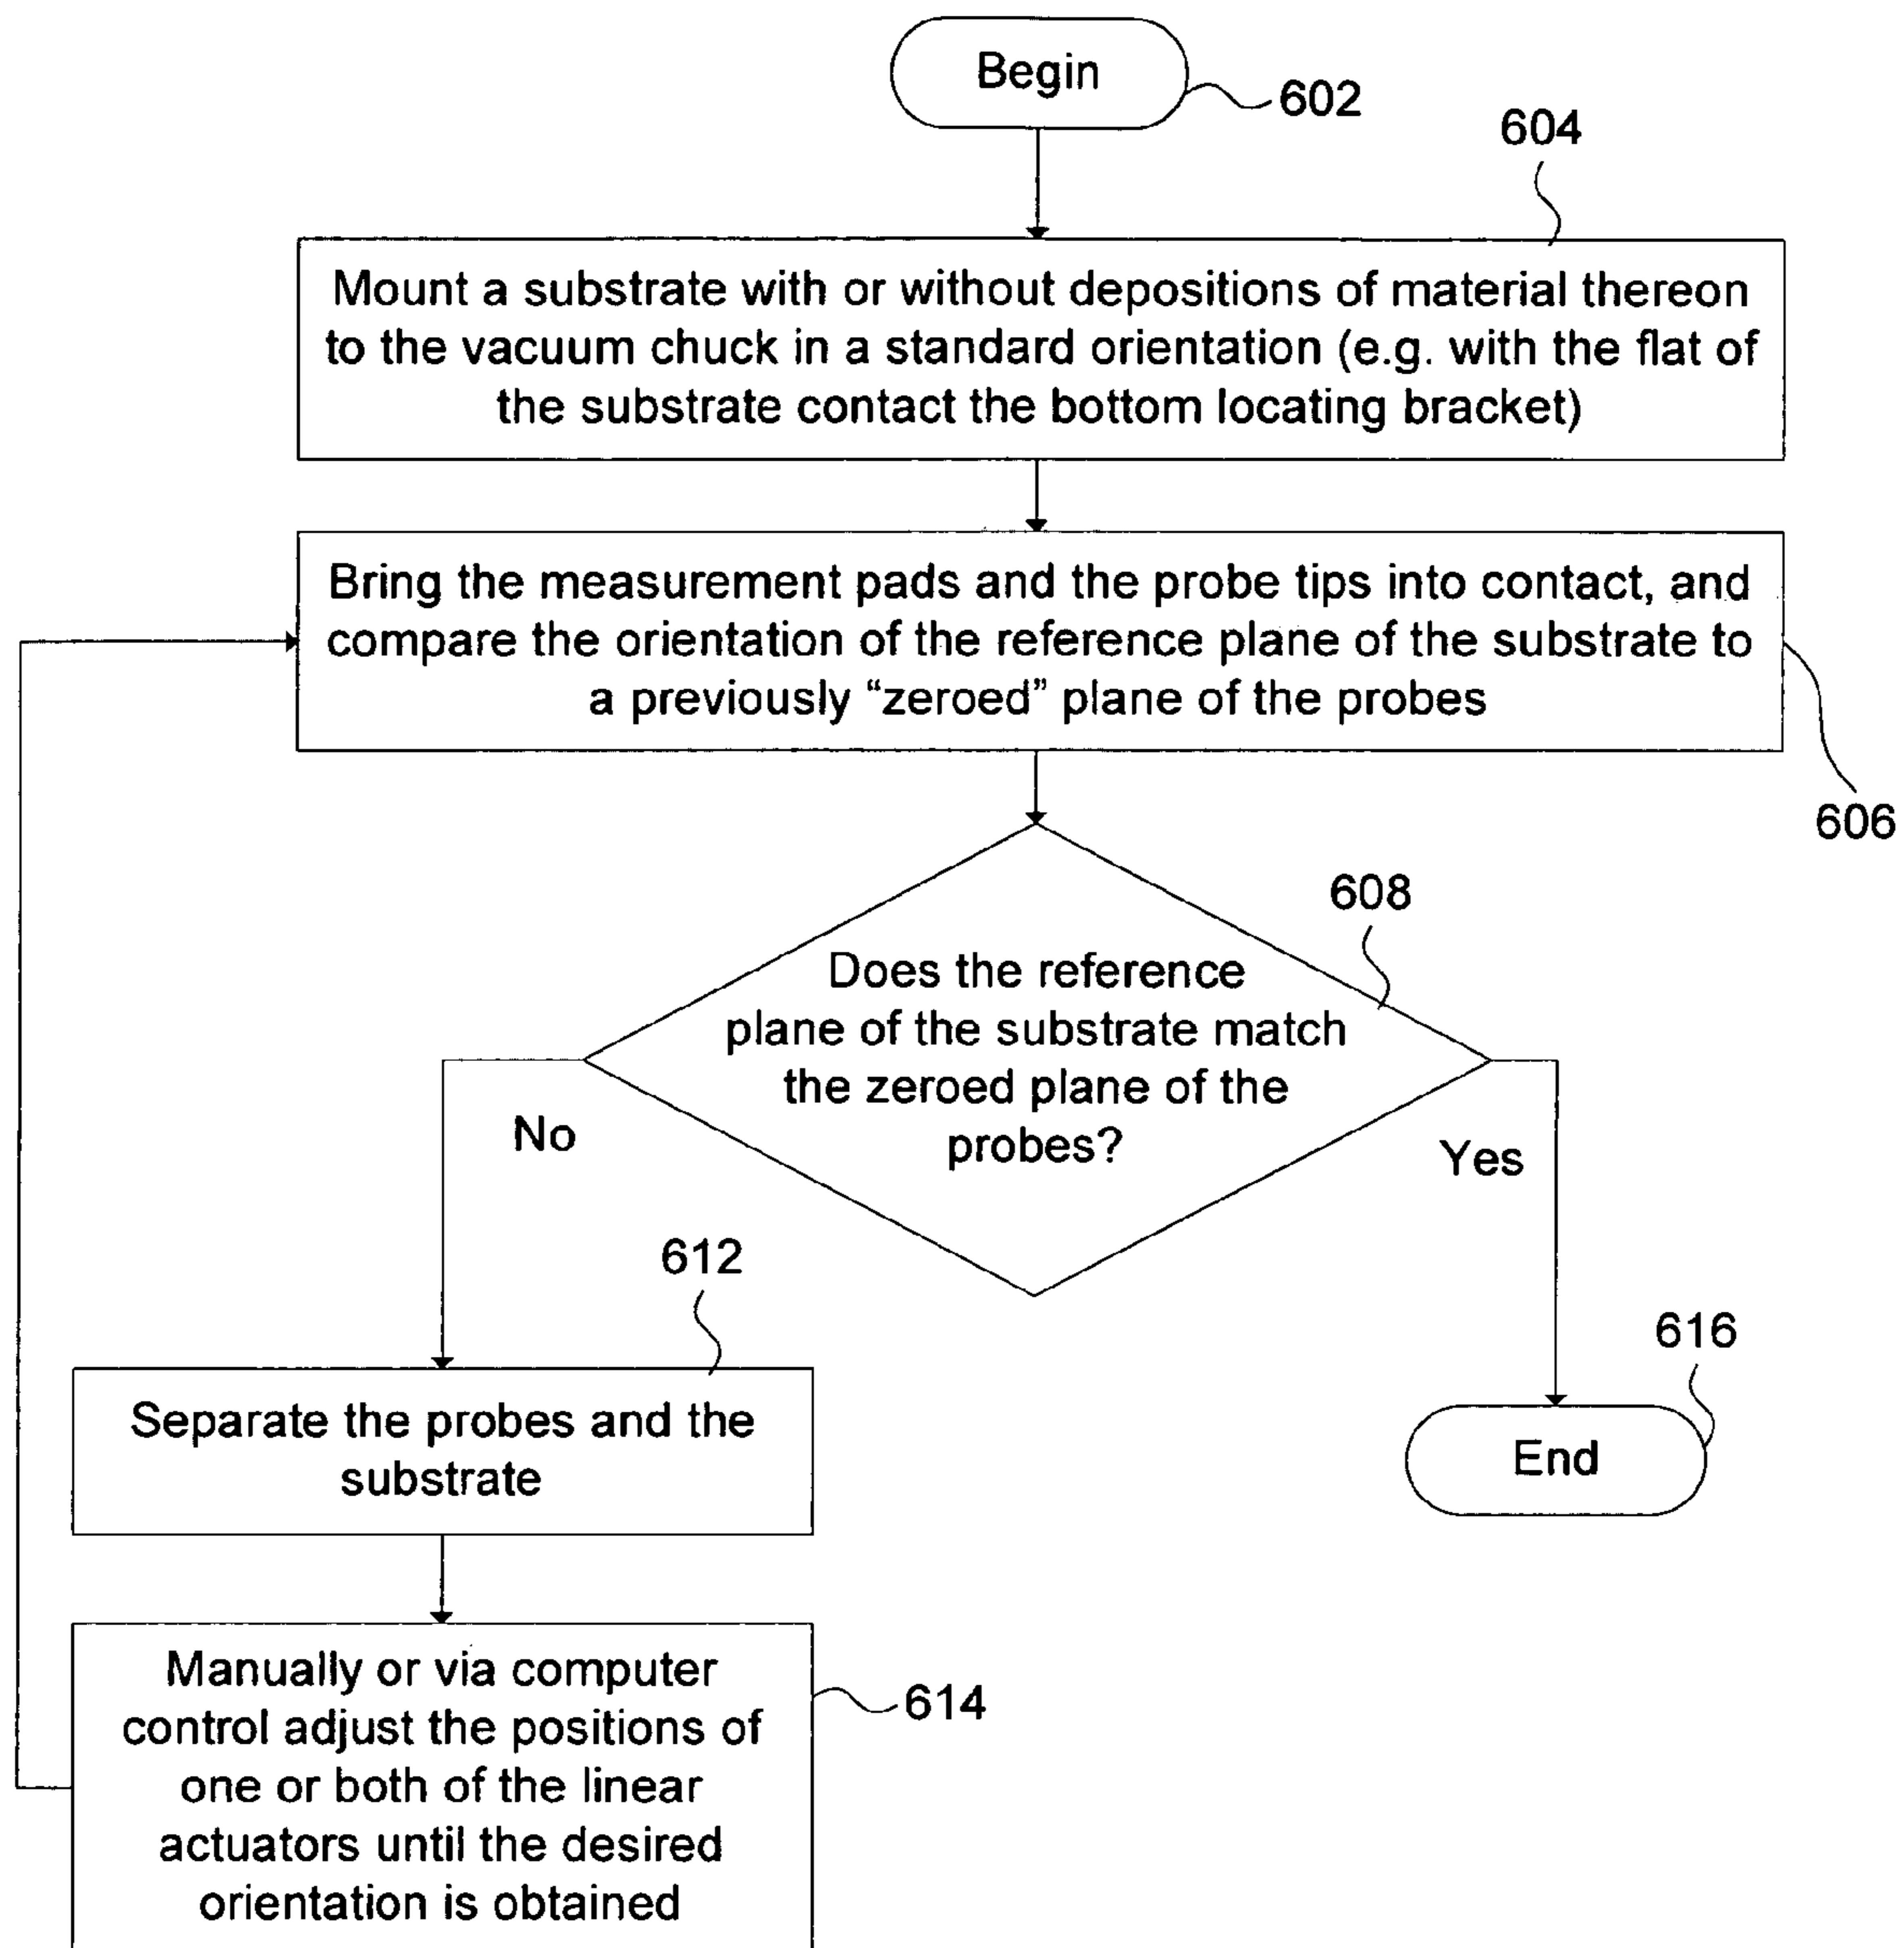 Begin
602
604
Mount a substrate with or without depositions of material thereon
to the vacuum chuck in a standard orientation (e.g. with the flat of
the substrate contact the bottom locating bracket)
Bring the measurement pads and the probe tips into contact, and
compare the orientation of the reference plane of the substrate to
a previously “zeroed” plane of the probes
606
608
Does the reference
plane of the substrate match
the zeroed plane of the
probes?
No
Yes
612
Separate the probes and the
substrate
616
End
Manually or via computer
control adjust the positions of
one or both of the linear
actuators until the desired
orientation is obtained
614